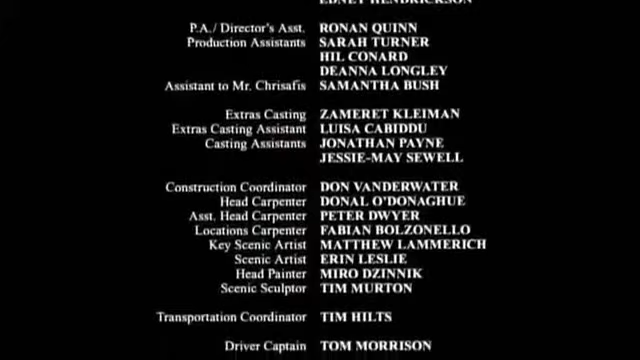 EDNEY HENDRICKSON
P.A./ Director's Asst. RONAN QUINN
Production Assistants SARAH TURNER
HIL CONARD
DEANNA LONGLEY
Assistant to Mr. Chrisafis SAMANTHA BUSH
Extras Casting ZAMERET KLEIMAN
Extras Casting Assistant LUISA CABIDDU
Casting Assistants JONATHAN PAYNE
JESSIE-MAY SEWELL
Construction Coordinator DON VANDERWATER
Head Carpenter DONAL O'DONAGHUE
Asst. Head Carpenter PETER DWYER
Locations Carpenter FABIAN BOLZONELLO
Key Scenic Artist MATTHEW LAMMERICH
Scenic Artist ERIN LESLIE
Head Painter MIRO DZINNIK
Scenic Sculptor TIM MURTON
Transportation Coordinator TIM HILTS
Driver Captain TOM MORRISON